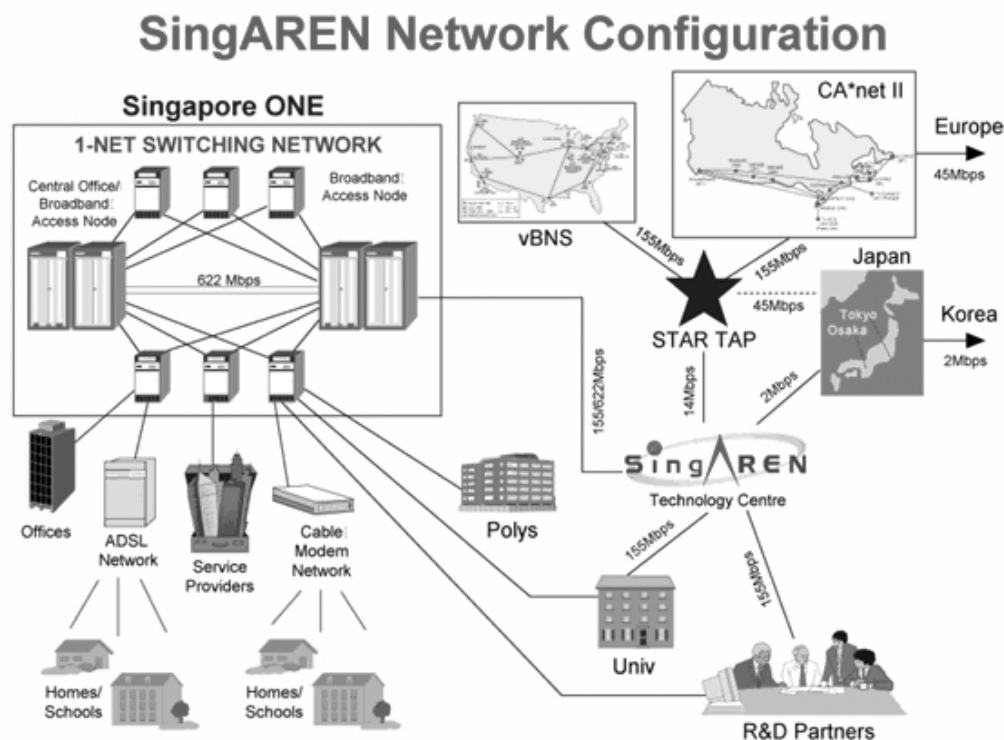 SingAREN Network Configuration
Singapore ONE
1-NET SWITCHING NETWORK
Central Office/
Broadband
Access Node
Broadband
Access Node
622 Mbps
vBNS
CA*net II
Europe
45Mbps
155Mbps
155Mbps
STAR TAP
45Mbps
Japan
Tokyo
Osaka
Korea
2Mbps
14Mbps
2Mbps
155/622Mbps
SingAREN
Technology Centre
Offices
ADSL
Network
Service
Providers
Cable
Modem
Network
Polys
155Mbps
155Mbps
Univ
Homes/
Schools
Homes/
Schools
R&D Partners